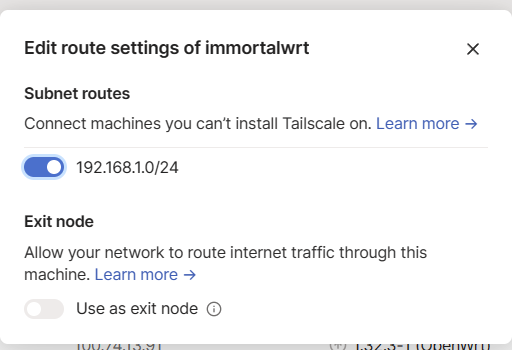 Edit route settings of immortalwrt
Subnet routes
Connect machines you can't install Tailscale on. Learn more →
192.168.1.0/24
Exit node
Allow your network to route internet traffic through this
machine. Learn more →
Use as exit node
100.74.13.91 1.32.3-1 (OpenWrt)